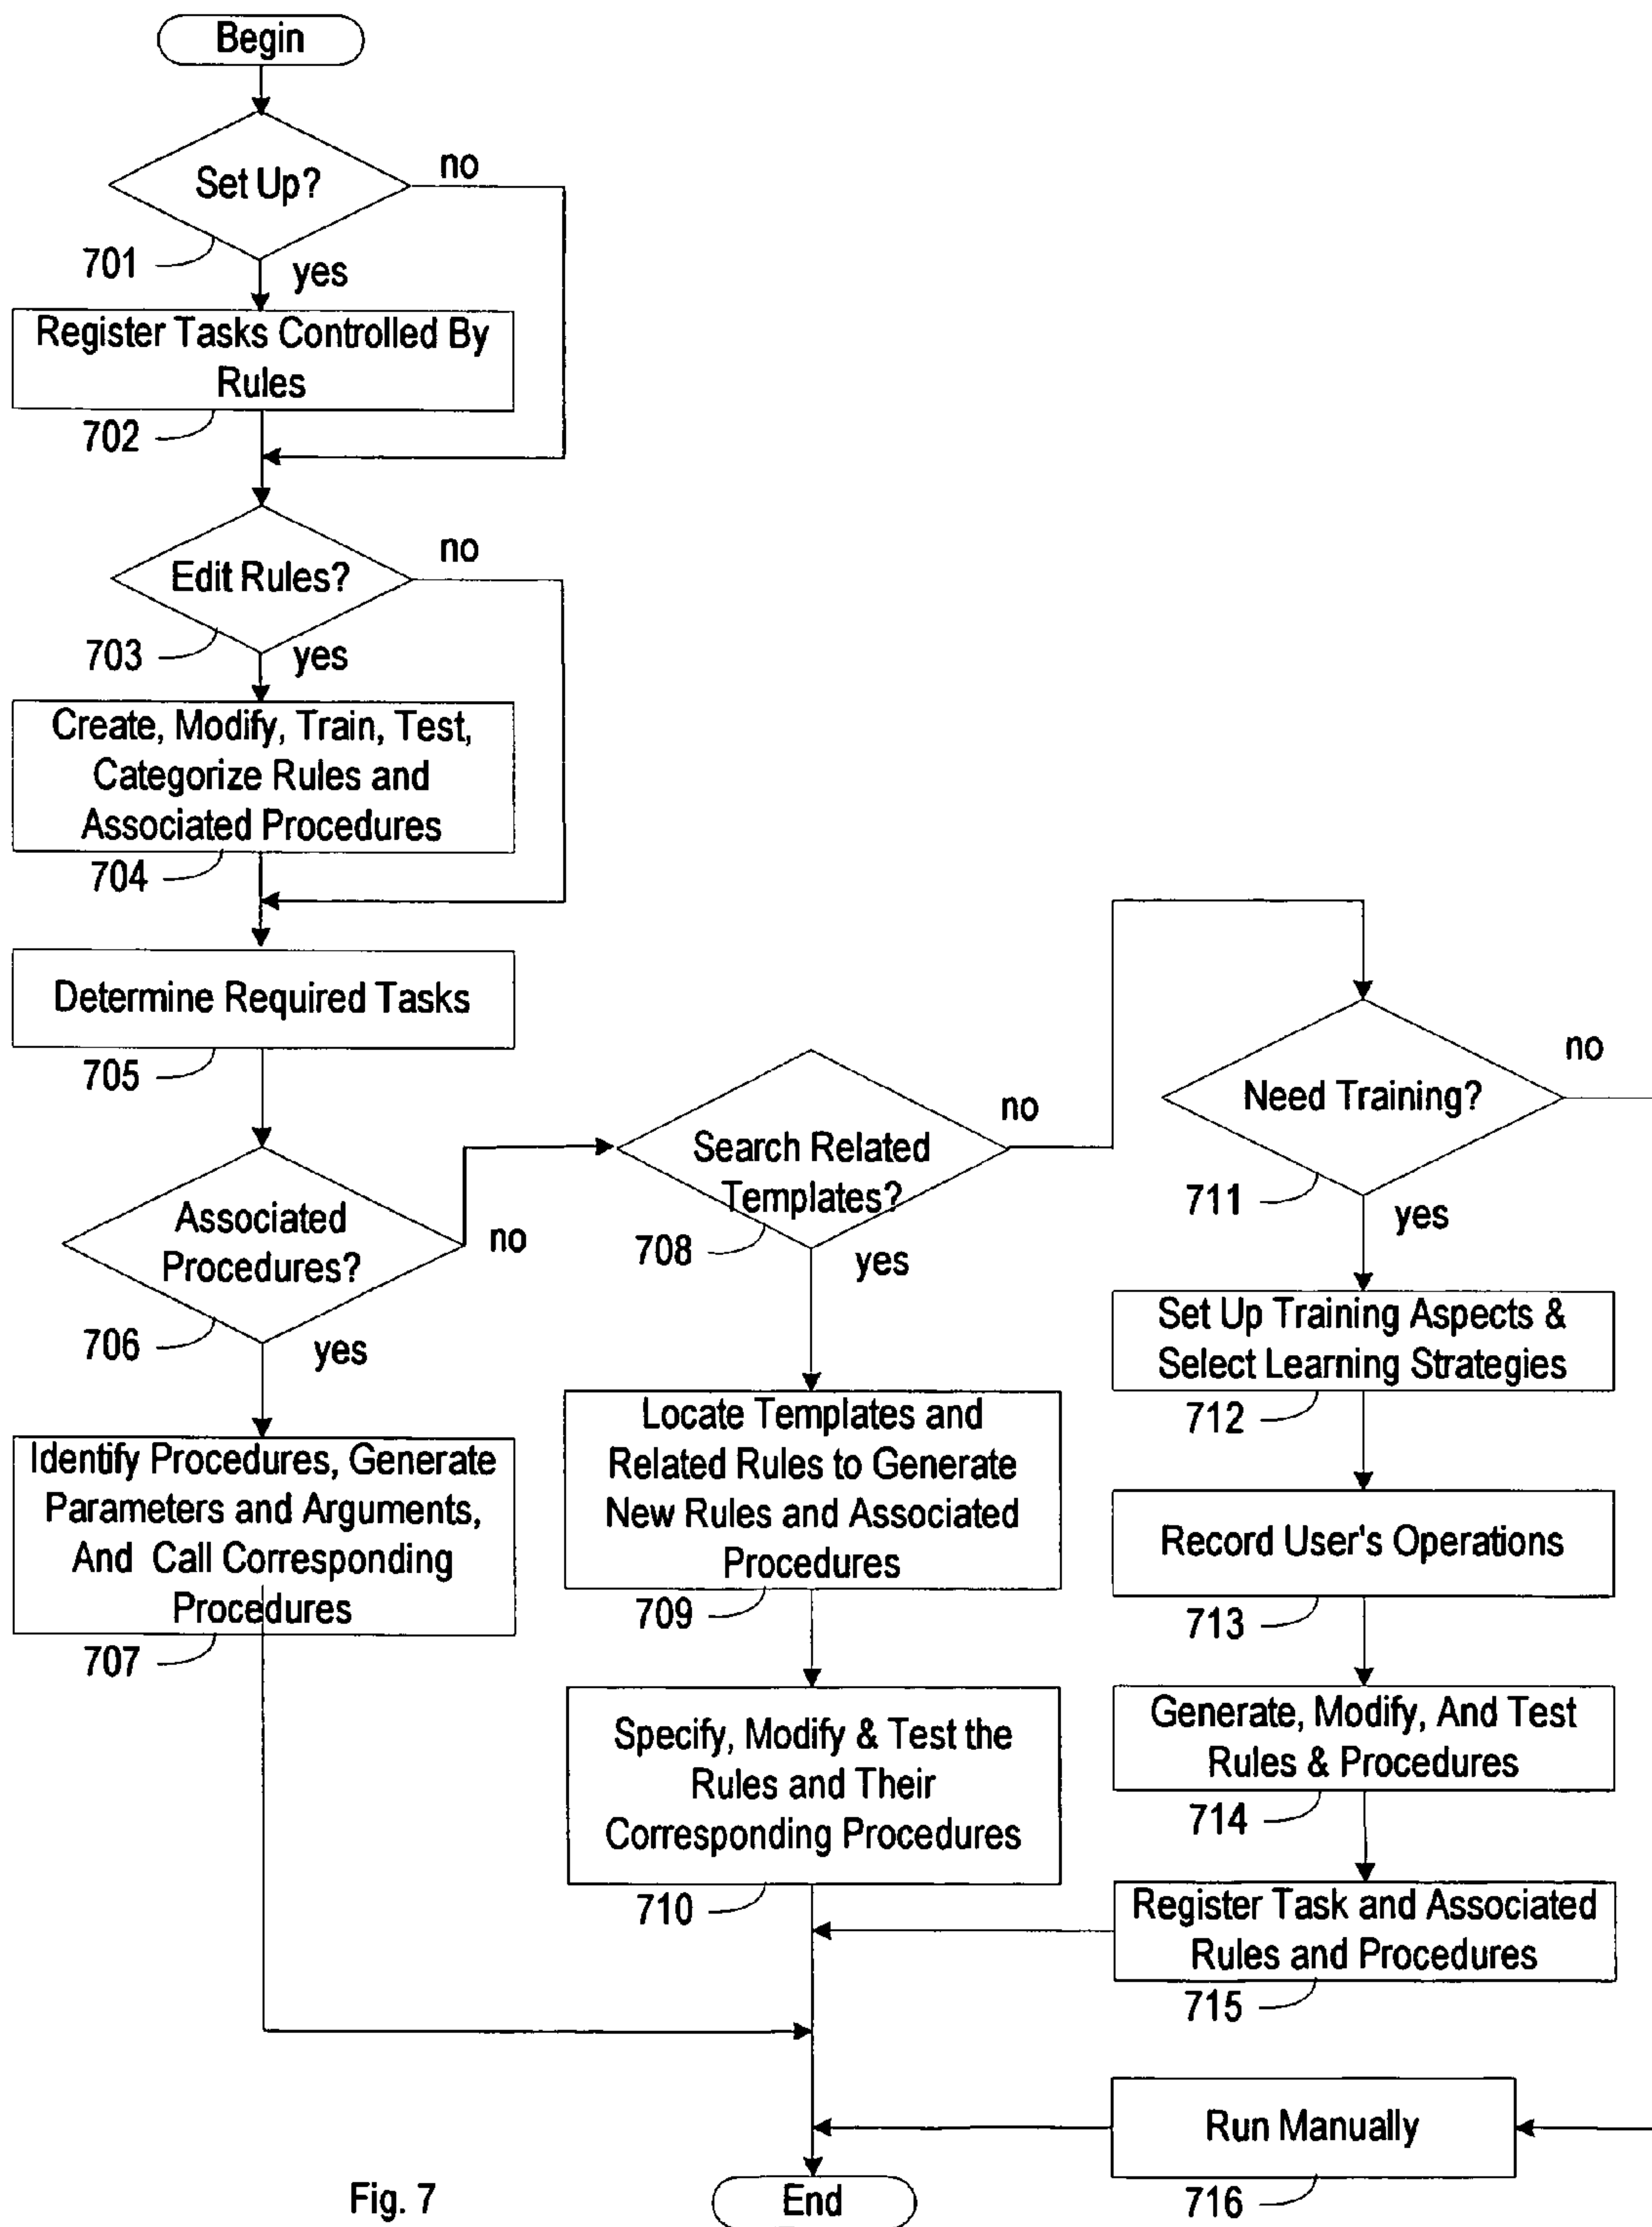 Begin
Set Up?
no
701
yes
Register Tasks Controlled By
Rules
702
Edit Rules?
no
703
yes
Create, Modify, Train, Test,
Categorize Rules and
Associated Procedures
704
Determine Required Tasks
705
Associated
Procedures?
no
706
yes
Identify Procedures, Generate
Parameters and Arguments,
And Call Corresponding
Procedures
707
Search Related
Templates?
no
708
yes
Locate Templates and
Related Rules to Generate
New Rules and Associated
Procedures
709
Specify, Modify & Test the
Rules and Their
Corresponding Procedures
710
Need Training?
no
711
yes
Set Up Training Aspects &
Select Learning Strategies
712
Record User's Operations
713
Generate, Modify, And Test
Rules & Procedures
714
Register Task and Associated
Rules and Procedures
715
Run Manually
716
End
Fig. 7